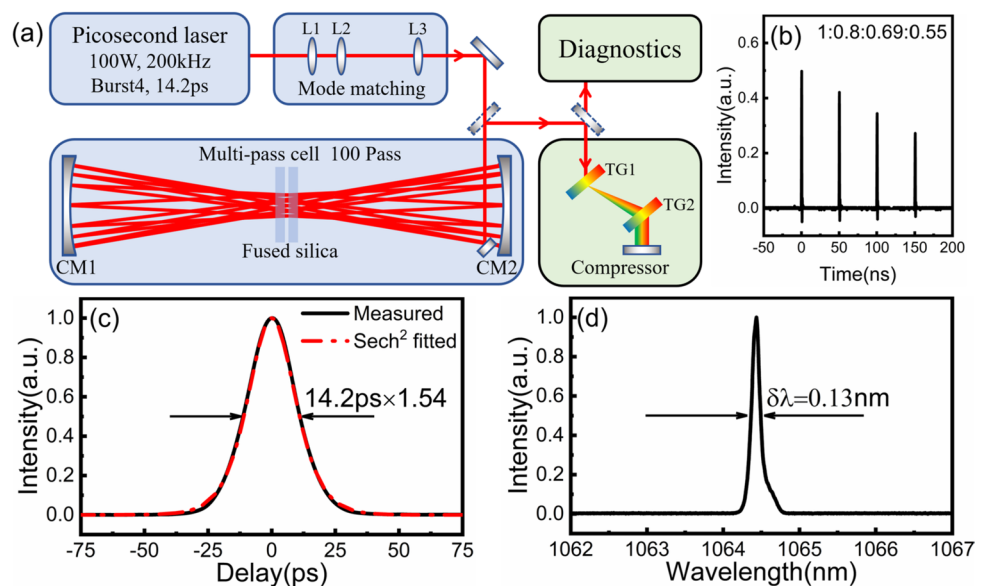 (a)
Picosecond laser
100W, 200kHz
Burst4, 14.2ps
L1 L2 L3
Mode matching
Diagnostics
Multi-pass cell 100 Pass
Fused silica
CM1
CM2
TG1
TG2
Compressor
(b)
1:0.8:0.69:0.55
Intensity(a.u.)
0.6
0.4
0.2
0.0
-50 0 50 100 150 200
Time(ns)
(c)
Measured
Sech² fitted
14.2ps×1.54
Intensity(a.u.)
1.0
0.8
0.6
0.4
0.2
0.0
-75 -50 -25 0 25 50 75
Delay(ps)
(d)
δλ=0.13nm
Intensity(a.u.)
1.0
0.8
0.6
0.4
0.2
0.0
1062 1063 1064 1065 1066 1067
Wavelength(nm)